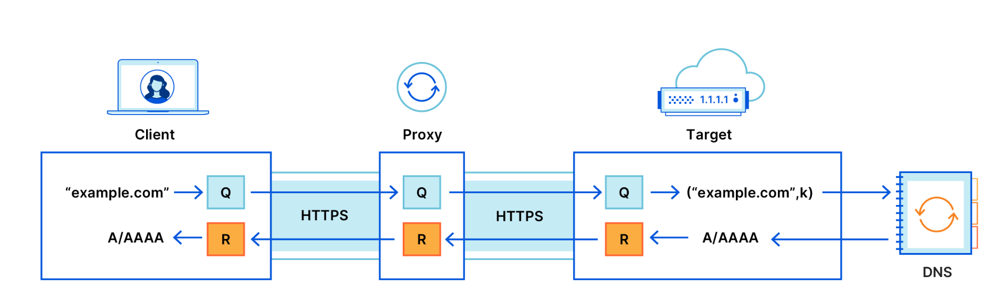 1.1.1.1
Client
Proxy
Target
“example.com”
Q
Q
Q
(“example.com”,k)
HTTPS
HTTPS
A/AAAA
R
R
R
A/AAAA
DNS